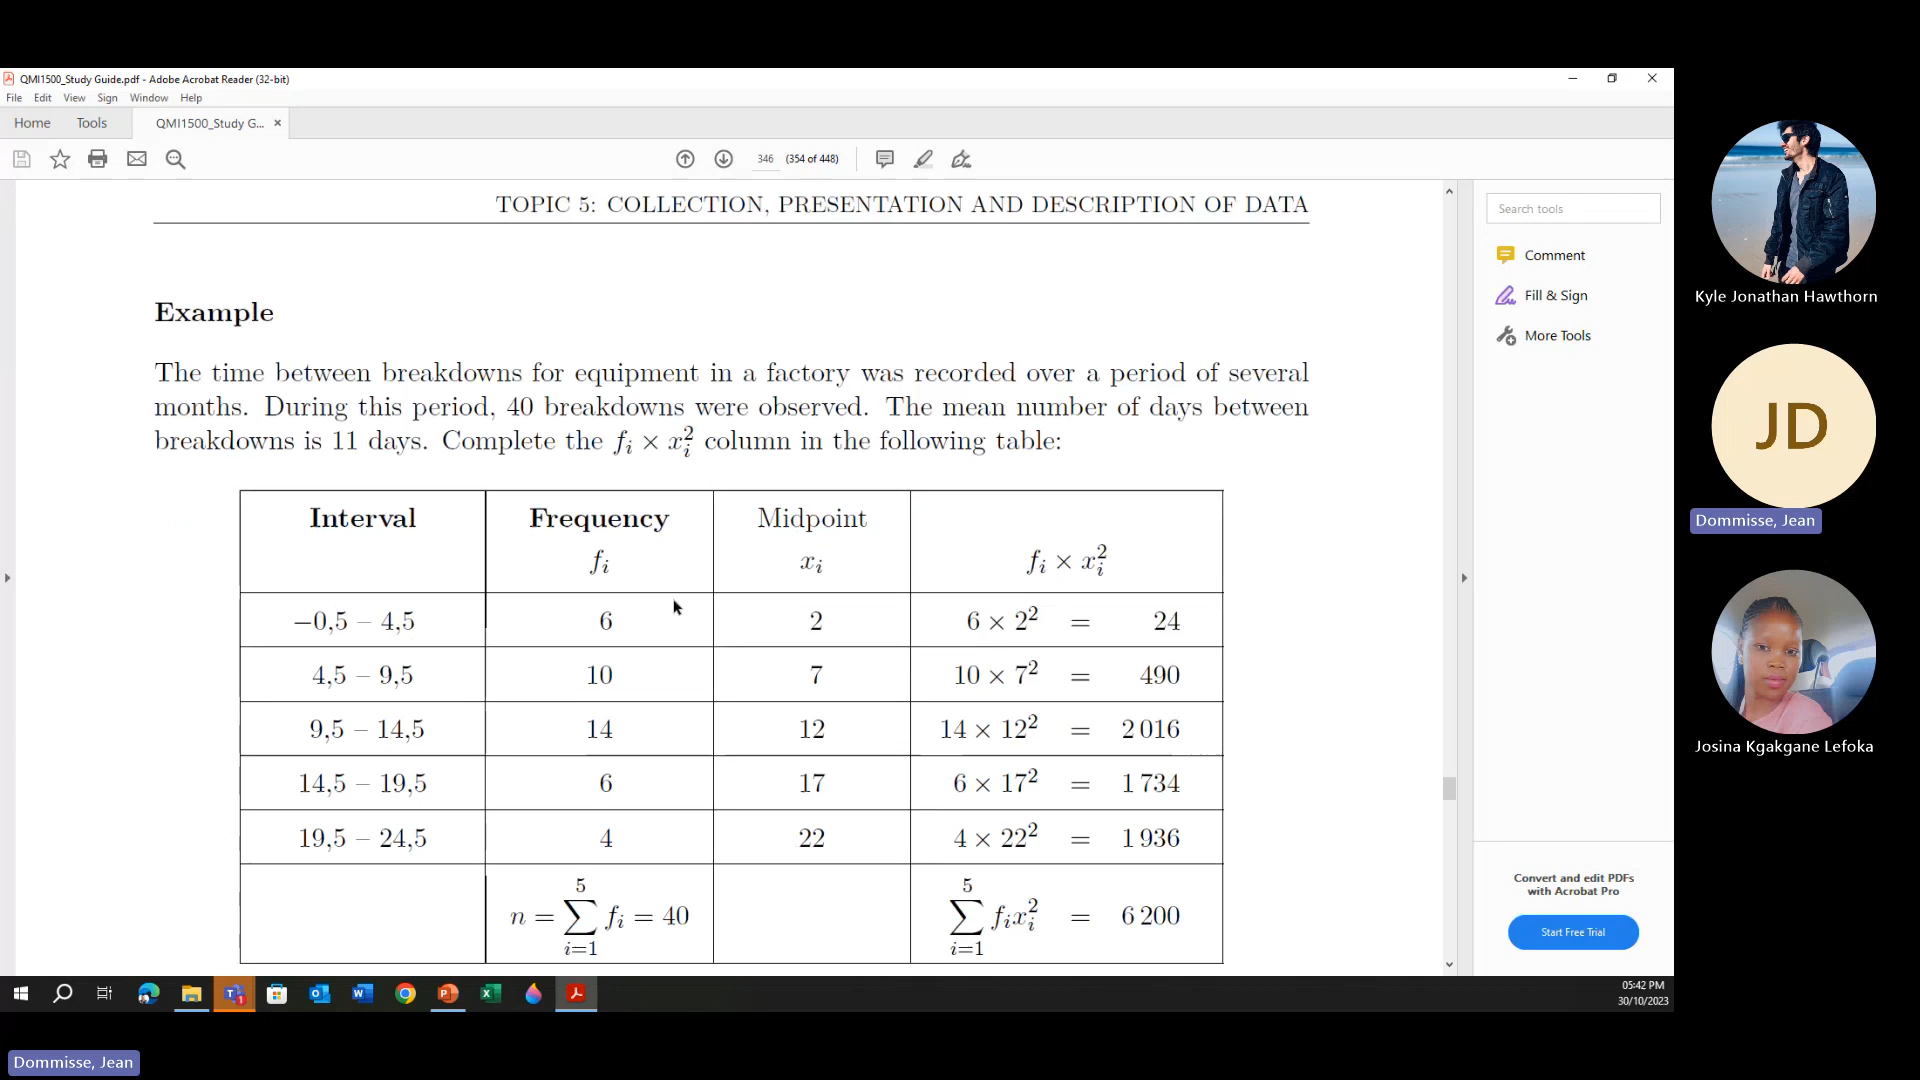 QMI1500_Study Guide.pdf - Adobe Acrobat Reader (32-bit)
File Edit View Sign Window Help
Home Tools QMI1500_Study G... ×
346 (354 of 448)
TOPIC 5: COLLECTION, PRESENTATION AND DESCRIPTION OF DATA
Example
The time between breakdowns for equipment in a factory was recorded over a period of several
months. During this period, 40 breakdowns were observed. The mean number of days between
breakdowns is 11 days. Complete the fᵢ × xᵢ² column in the following table:
Interval Frequency Midpoint
fᵢ xᵢ fᵢ × xᵢ²
−0,5 – 4,5 6 2 6 × 2² = 24
4,5 – 9,5 10 7 10 × 7² = 490
9,5 – 14,5 14 12 14 × 12² = 2 016
14,5 – 19,5 6 17 6 × 17² = 1 734
19,5 – 24,5 4 22 4 × 22² = 1 936
5 5
n = ∑ fᵢ = 40 ∑ fᵢxᵢ² = 6 200
i=1 i=1
Search tools
Comment
Fill & Sign
More Tools
Convert and edit PDFs
with Acrobat Pro
Start Free Trial
05:42 PM
30/10/2023
Kyle Jonathan Hawthorn
JD
Dommisse, Jean
Josina Kgakgane Lefoka
Dommisse, Jean